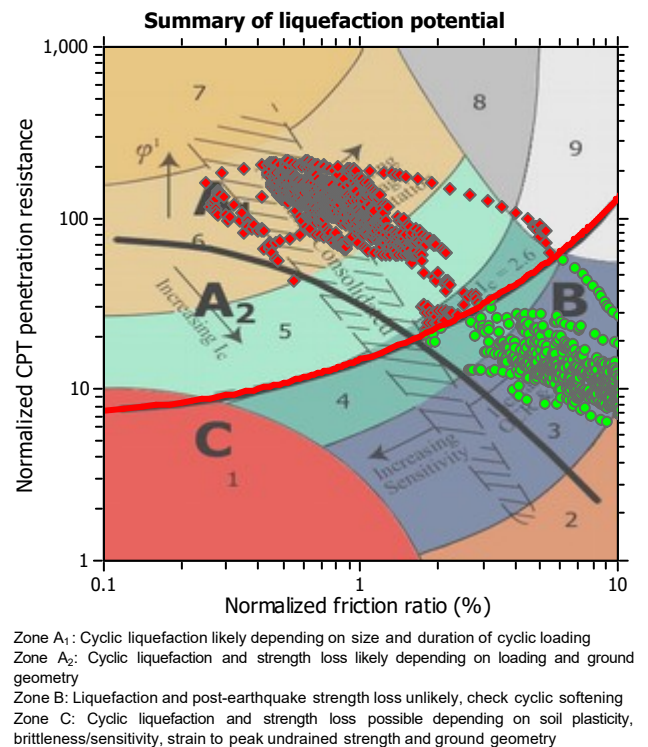 Summary of liquefaction potential
Normalized CPT penetration resistance
1,000
100
10
1
7
8
9
φ'
A
6
A2
5
Increasing Ic
Consolidated
Ic = 2.6
B
4
3
C
1
Increasing
Sensitivity
2
0.1
1
10
Normalized friction ratio (%)
Zone A1: Cyclic liquefaction likely depending on size and duration of cyclic loading
Zone A2: Cyclic liquefaction and strength loss likely depending on loading and ground
geometry
Zone B: Liquefaction and post-earthquake strength loss unlikely, check cyclic softening
Zone C: Cyclic liquefaction and strength loss possible depending on soil plasticity,
brittleness/sensitivity, strain to peak undrained strength and ground geometry